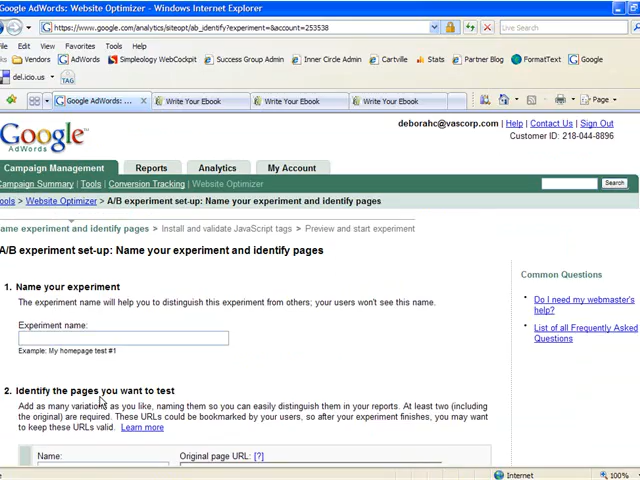 Google AdWords: Website Optimizer - Windows Internet Explorer
https://www.google.com/analytics/siteopt/ab_identify?experiment=&account=253538
Live Search
File Edit View Favorites Tools Help
Links Vendors GAdWords Simpleology WebCockpit Success Group Admin Inner Circle Admin Cartville Stats Partner Blog FormatText Google
del.icio.us TAG
Google AdWords: ... Write Your Ebook Write Your Ebook Write Your Ebook Page
deborahc@vascorp.com | Help | Contact Us | Sign Out
Customer ID: 218-044-8896
Google™
AdWords
Campaign Management Reports Analytics My Account
Campaign Summary | Tools | Conversion Tracking | Website Optimizer Search
ools > Website Optimizer > A/B experiment set-up: Name your experiment and identify pages
ame experiment and identify pages > Install and validate JavaScript tags > Preview and start experiment
A/B experiment set-up: Name your experiment and identify pages
Common Questions
Do I need my webmaster's
help?
List of all Frequently Asked
Questions
1. Name your experiment
The experiment name will help you to distinguish this experiment from others; your users won't see this name.
Experiment name:
Example: My homepage test #1
2. Identify the pages you want to test
Add as many variations as you like, naming them so you can easily distinguish them in your reports. At least two (including
the original) are required. These URLs could be bookmarked by your users, so after your experiment finishes, you may want
to keep these URLs valid. Learn more
Name: Original page URL: [?]
Internet 100%